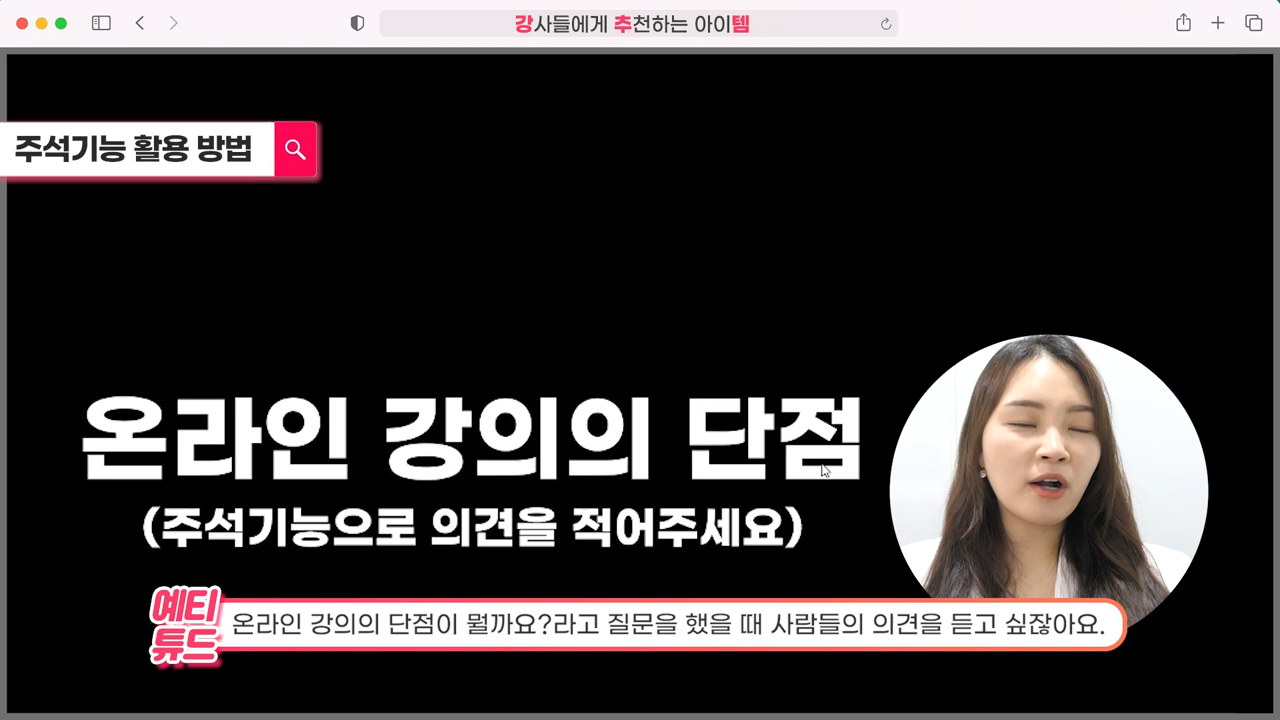 강사들에게 추천하는 아이템
주석기능 활용 방법
온라인 강의의 단점
(주석기능으로 의견을 적어주세요)
예티
튜드
온라인 강의의 단점이 뭘까요?라고 질문을 했을 때 사람들의 의견을 듣고 싶잖아요.